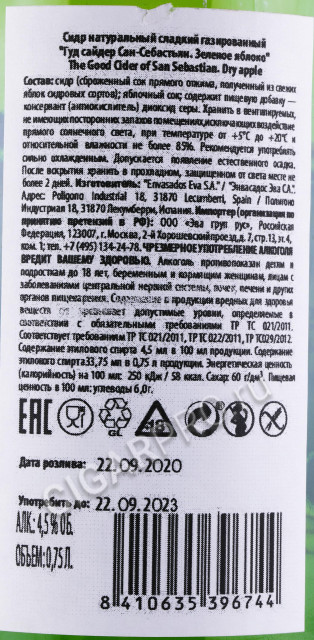 Сидр натуральный сладкий газированный
"Гуд сайдер Сан-Себастьян. Зеленое яблоко"
The Good Cider of San Sebastian. Dry apple
Состав: сидр (сброженный сок прямого отжима, полученный из свежих
яблок сидровых сортов); яблочный сок; содержит пищевую добавку —
консервант (антиокислитель) диоксид серы. Хранить в вентилируемых,
не имеющих посторонних запахов помещениях, исключающих воздействие
прямого солнечного света, при температуре от +5°С до +20°С и
относительности не более 85%. Рекомендуется употреблять
сильно охлажденным. Допускается появление естественного осадка.
После вскрытия хранить в прохладном, защищенном от света месте не
более 2 дней. Изготовитель: "Envasados Eva S.A." / "Энвасадос Эва СА."
Адрес: Poligono Industrial 18, 31870 Lecumberri, Spain / Полигоно
Индустриал 18, 31870 Лекумберри, Испания. Импортер (организация по
принятию претензий в РФ): ООО «Эва груп рус», Российская
Федерация, 123007, г. Москва, 2-й Хорошевский проезд, д. 7, стр.13, эт. 4,
ком. 1; тел. +7 (495) 134-24-78. ЧРЕЗМЕРНОЕ УПОТРЕБЛЕНИЕ АЛКОГОЛЯ
ВРЕДИТ ВАШЕМУ ЗДОРОВЬЮ. Алкоголь противопоказан детям и
подросткам до 18 лет, беременным и кормящим женщинам, лицам с
заболеваниями центральной нервной системы, почек, печени и других
органов пищеварения. Содержание в продукции вредных для здоровья
веществ не превышает допустимые уровни, определяемые в
соответствии с обязательными требованиями ТР ТС 021/2011.
Соответствует требованиям ТР ТС 021/2011, ТР ТС 022/2011, ТР ТС 029/2012.
Содержание этилового спирта 4,5 мл в 100 мл продукции. Содержание
этилового спирта 33,75 мл в 0,75 л продукции. Энергетическая ценность
(калорийность) на 100 мл: 250 кДж / 58 ккал. Сахар: 60 г/дм³. Пищевая
ценность в 100 мл: углеводы 6,0 г.
EAC
GL
18
Дата розлива: 22.09.2020
Употребить до: 22.09.2023
АЛК: 4,5% ОБ.
ОБЪЕМ: 0,75 Л.
8 410635 396744